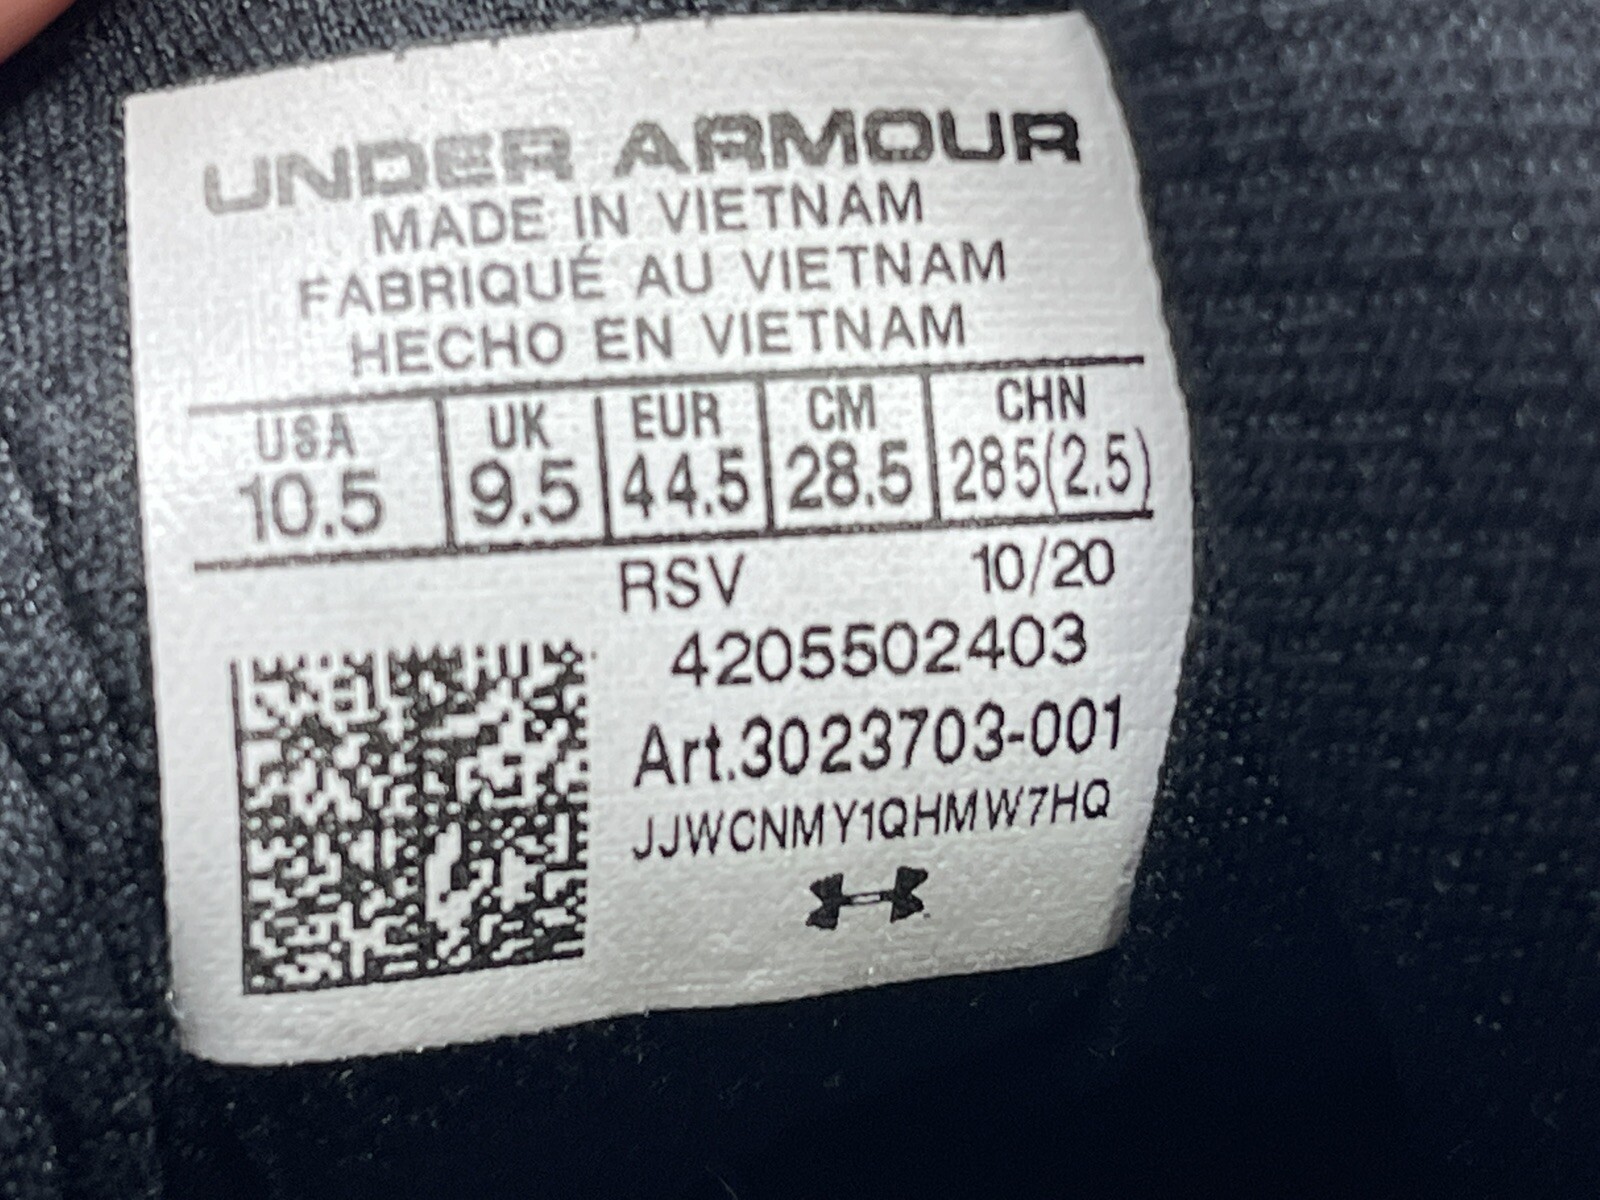 UNDER ARMOUR
MADE IN VIETNAM
FABRIQUÉ AU VIETNAM
HECHO EN VIETNAM
USA UK EUR CM CHN
10.5 9.5 44.5 28.5 285(2.5)
RSV 10/20
4205502403
Art.3023703-001
JJWCNMY1QHMW7HQ